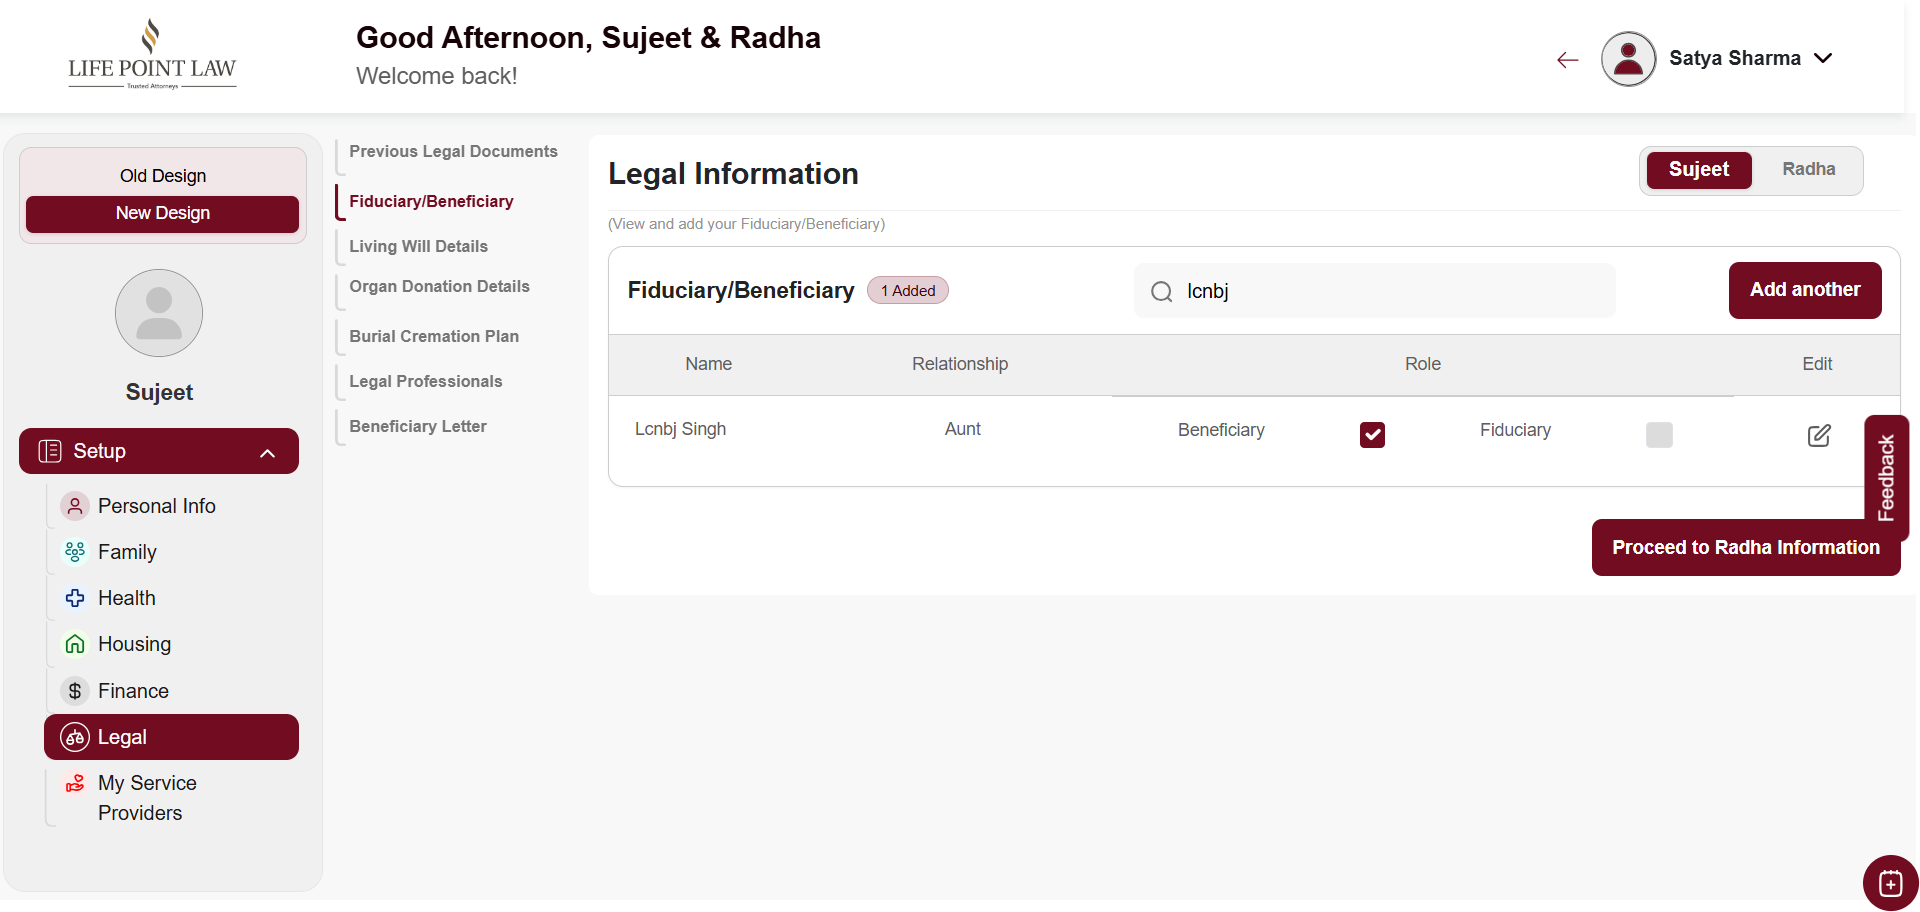 LIFE POINT LAW
Trusted Attorneys
Good Afternoon, Sujeet & Radha
Welcome back!
Satya Sharma
Old Design
New Design
Sujeet
Setup
Personal Info
Family
Health
Housing
Finance
Legal
My Service
Providers
Previous Legal Documents
Fiduciary/Beneficiary
Living Will Details
Organ Donation Details
Burial Cremation Plan
Legal Professionals
Beneficiary Letter
Legal Information
Sujeet Radha
(View and add your Fiduciary/Beneficiary)
Fiduciary/Beneficiary 1 Added lcnbj Add another
Name Relationship Role Edit
Lcnbj Singh Aunt Beneficiary Fiduciary
Feedback
Proceed to Radha Information